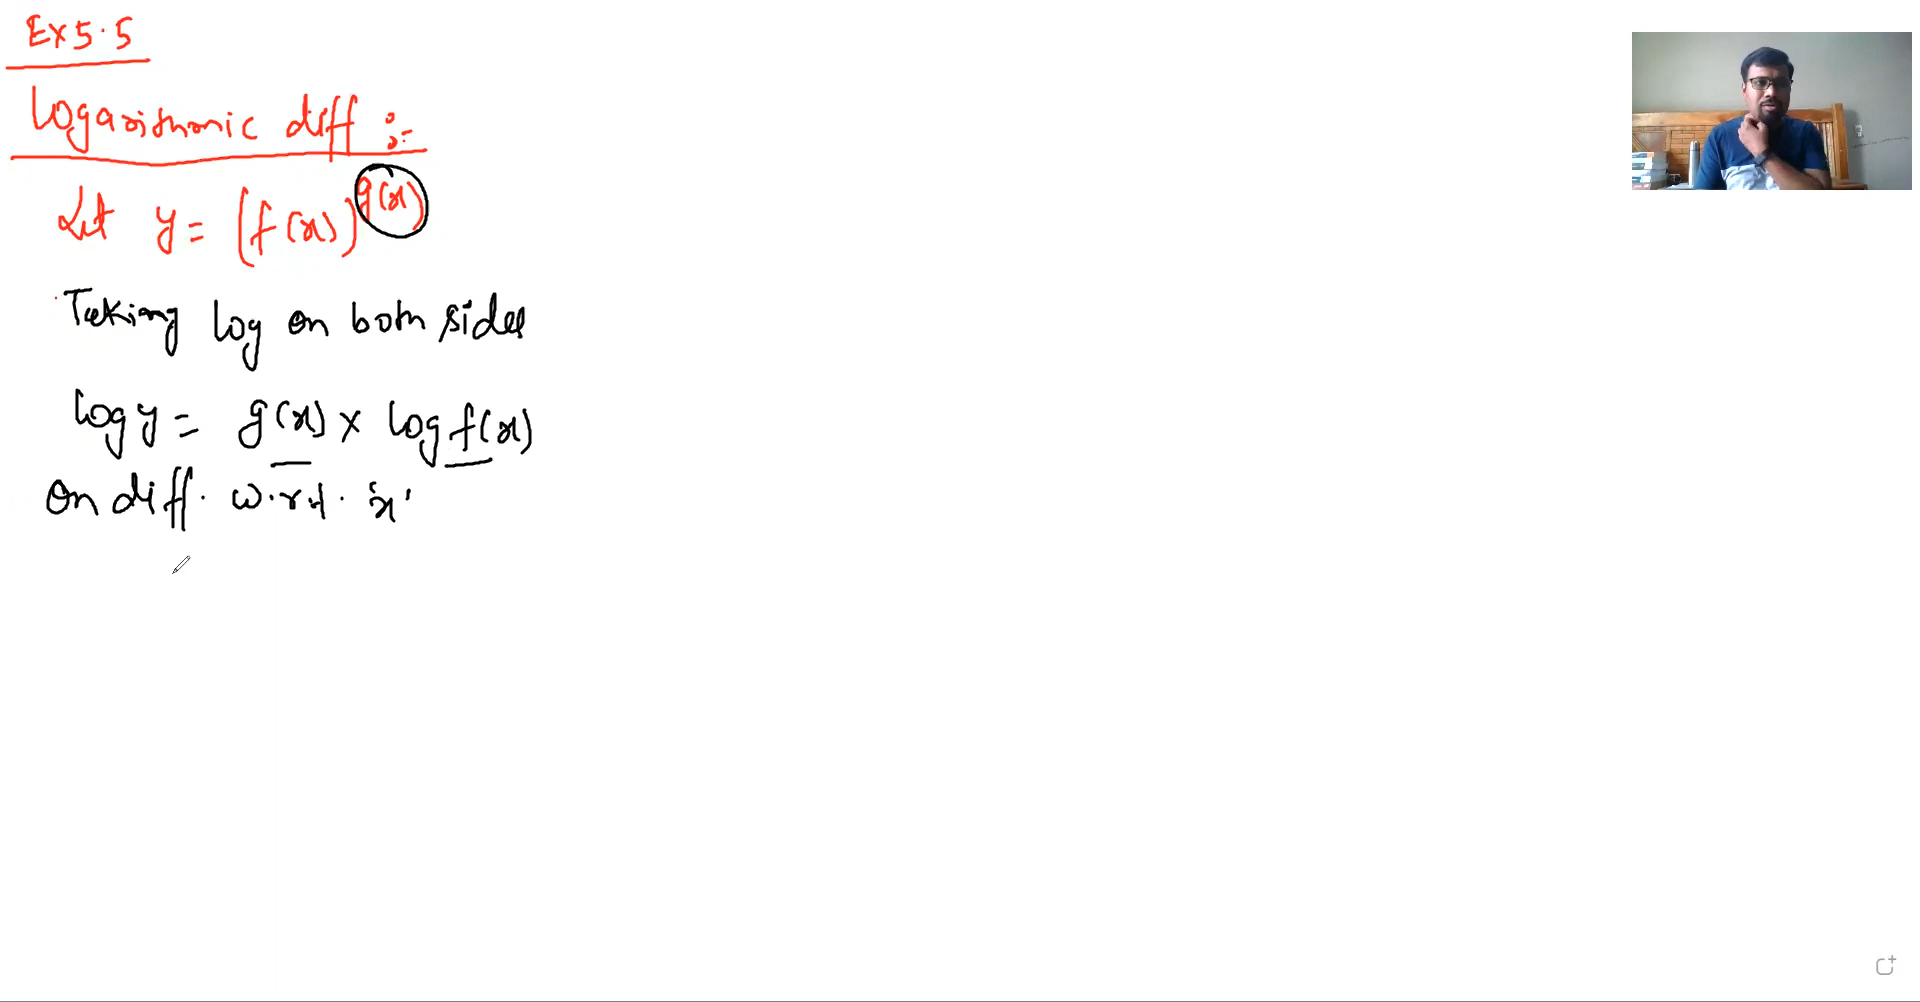 Ex 5.5
Logarithmic diff :-
Let y = (f(x))^g(x)
Taking log on both sides
log y = g(x) × log f(x)
On diff. w.r.t. 'x'